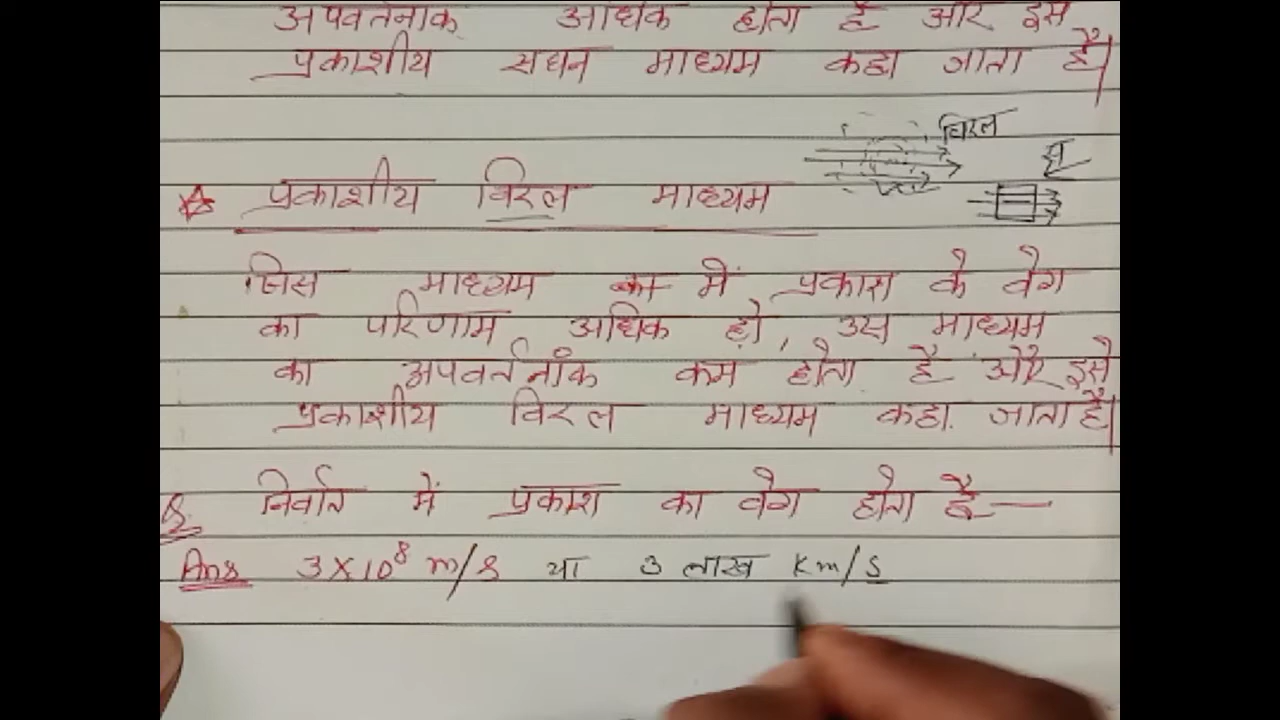 अपवर्तनांक अधिक होता है और इसे
प्रकाशीय सघन माध्यम कहा जाता है।
विरल
प्रकाशीय विरल माध्यम
जिस माध्यम में प्रकाश के वेग
का परिणाम अधिक हो, उस माध्यम
का अपवर्तनांक कम होता है और इसे
प्रकाशीय विरल माध्यम कहा जाता है।
Q. निर्वात में प्रकाश का वेग होता है—
Ans 3×10⁸ m/s या 3 लाख Km/s